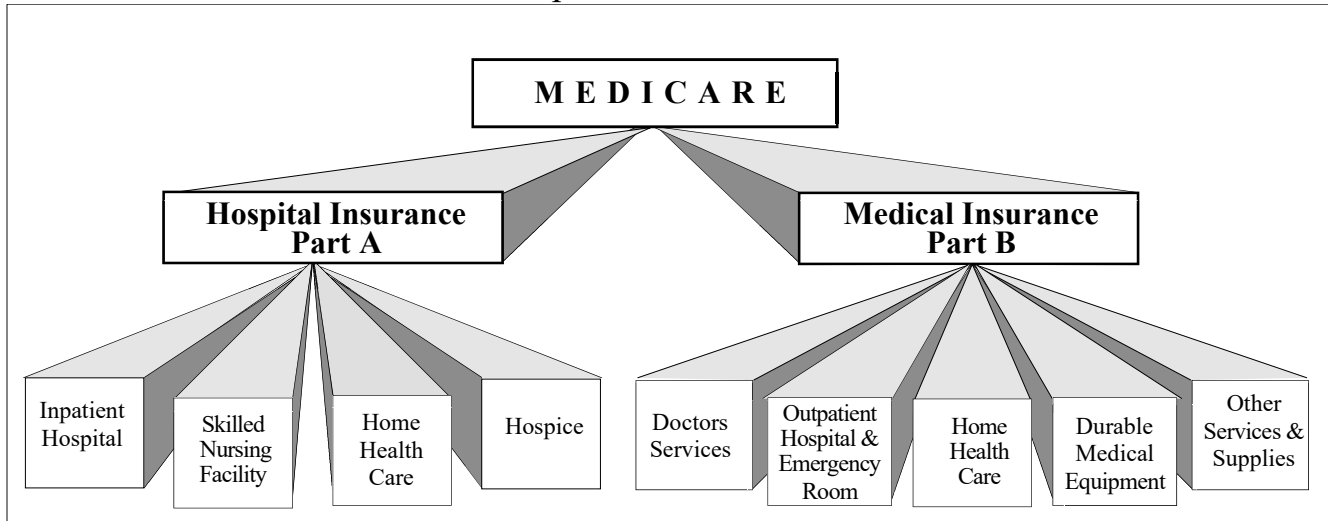 M E D I C A R E
Hospital Insurance
Part A
Medical Insurance
Part B
Inpatient
Hospital
Skilled
Nursing
Facility
Home
Health
Care
Hospice
Doctors
Services
Outpatient
Hospital &
Emergency
Room
Home
Health
Care
Durable
Medical
Equipment
Other
Services &
Supplies